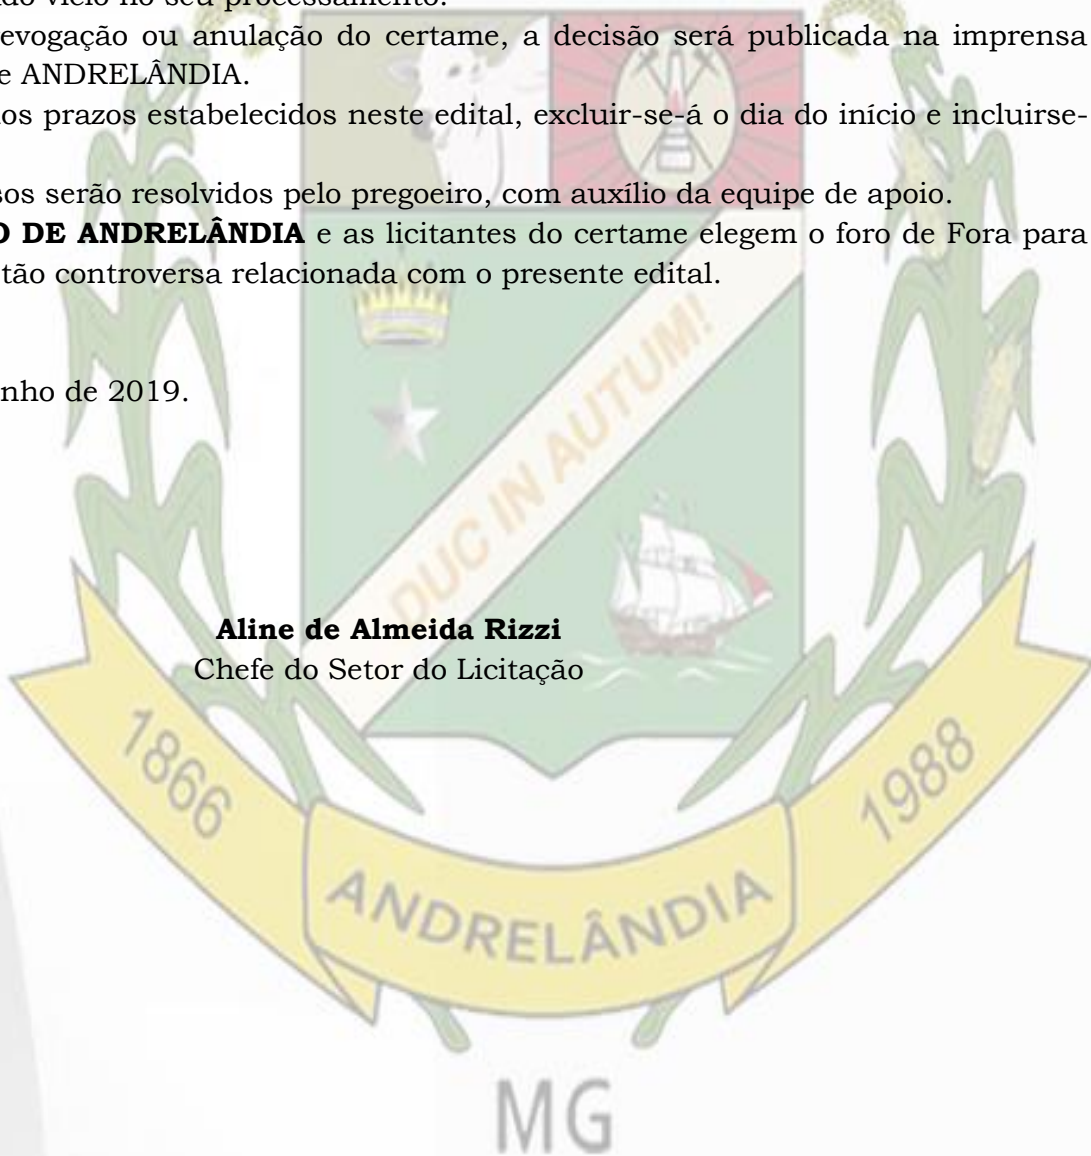 do vício no seu processamento.
evogação ou anulação do certame, a decisão será publicada na imprensa
e ANDRELÂNDIA.
os prazos estabelecidos neste edital, excluir-se-á o dia do início e incluirse-
sos serão resolvidos pelo pregoeiro, com auxílio da equipe de apoio.
O DE ANDRELÂNDIA e as licitantes do certame elegem o foro de Fora para
tão controversa relacionada com o presente edital.
nho de 2019.
DUC IN AUTUM!
Aline de Almeida Rizzi
Chefe do Setor do Licitação
1866
ANDRELÂNDIA
1988
MG